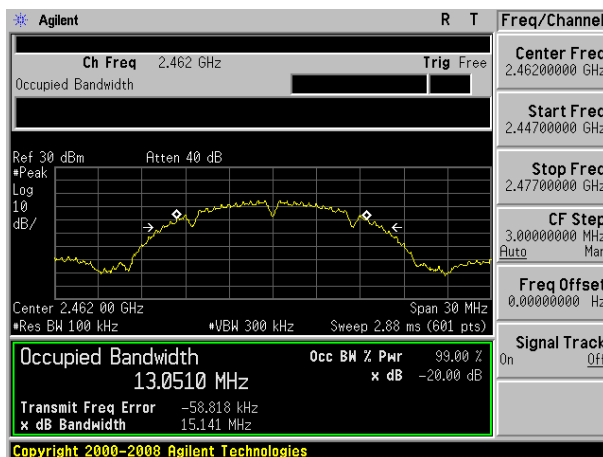 Agilent R T
Ch Freq 2.462 GHz Trig Free
Occupied Bandwidth
Ref 30 dBm Atten 40 dB
#Peak
Log
10
dB/
Center 2.462 00 GHz Span 30 MHz
#Res BW 100 kHz #VBW 300 kHz Sweep 2.88 ms (601 pts)
Occupied Bandwidth Occ BW % Pwr 99.00 %
13.0510 MHz x dB -20.00 dB
Transmit Freq Error -58.818 kHz
x dB Bandwidth 15.141 MHz
Copyright 2000-2008 Agilent Technologies
Freq/Channel
Center Freq
2.46200000 GHz
Start Freq
2.44700000 GHz
Stop Freq
2.47700000 GHz
CF Step
3.00000000 MHz
Auto Man
Freq Offset
0.00000000 Hz
Signal Track
On Off